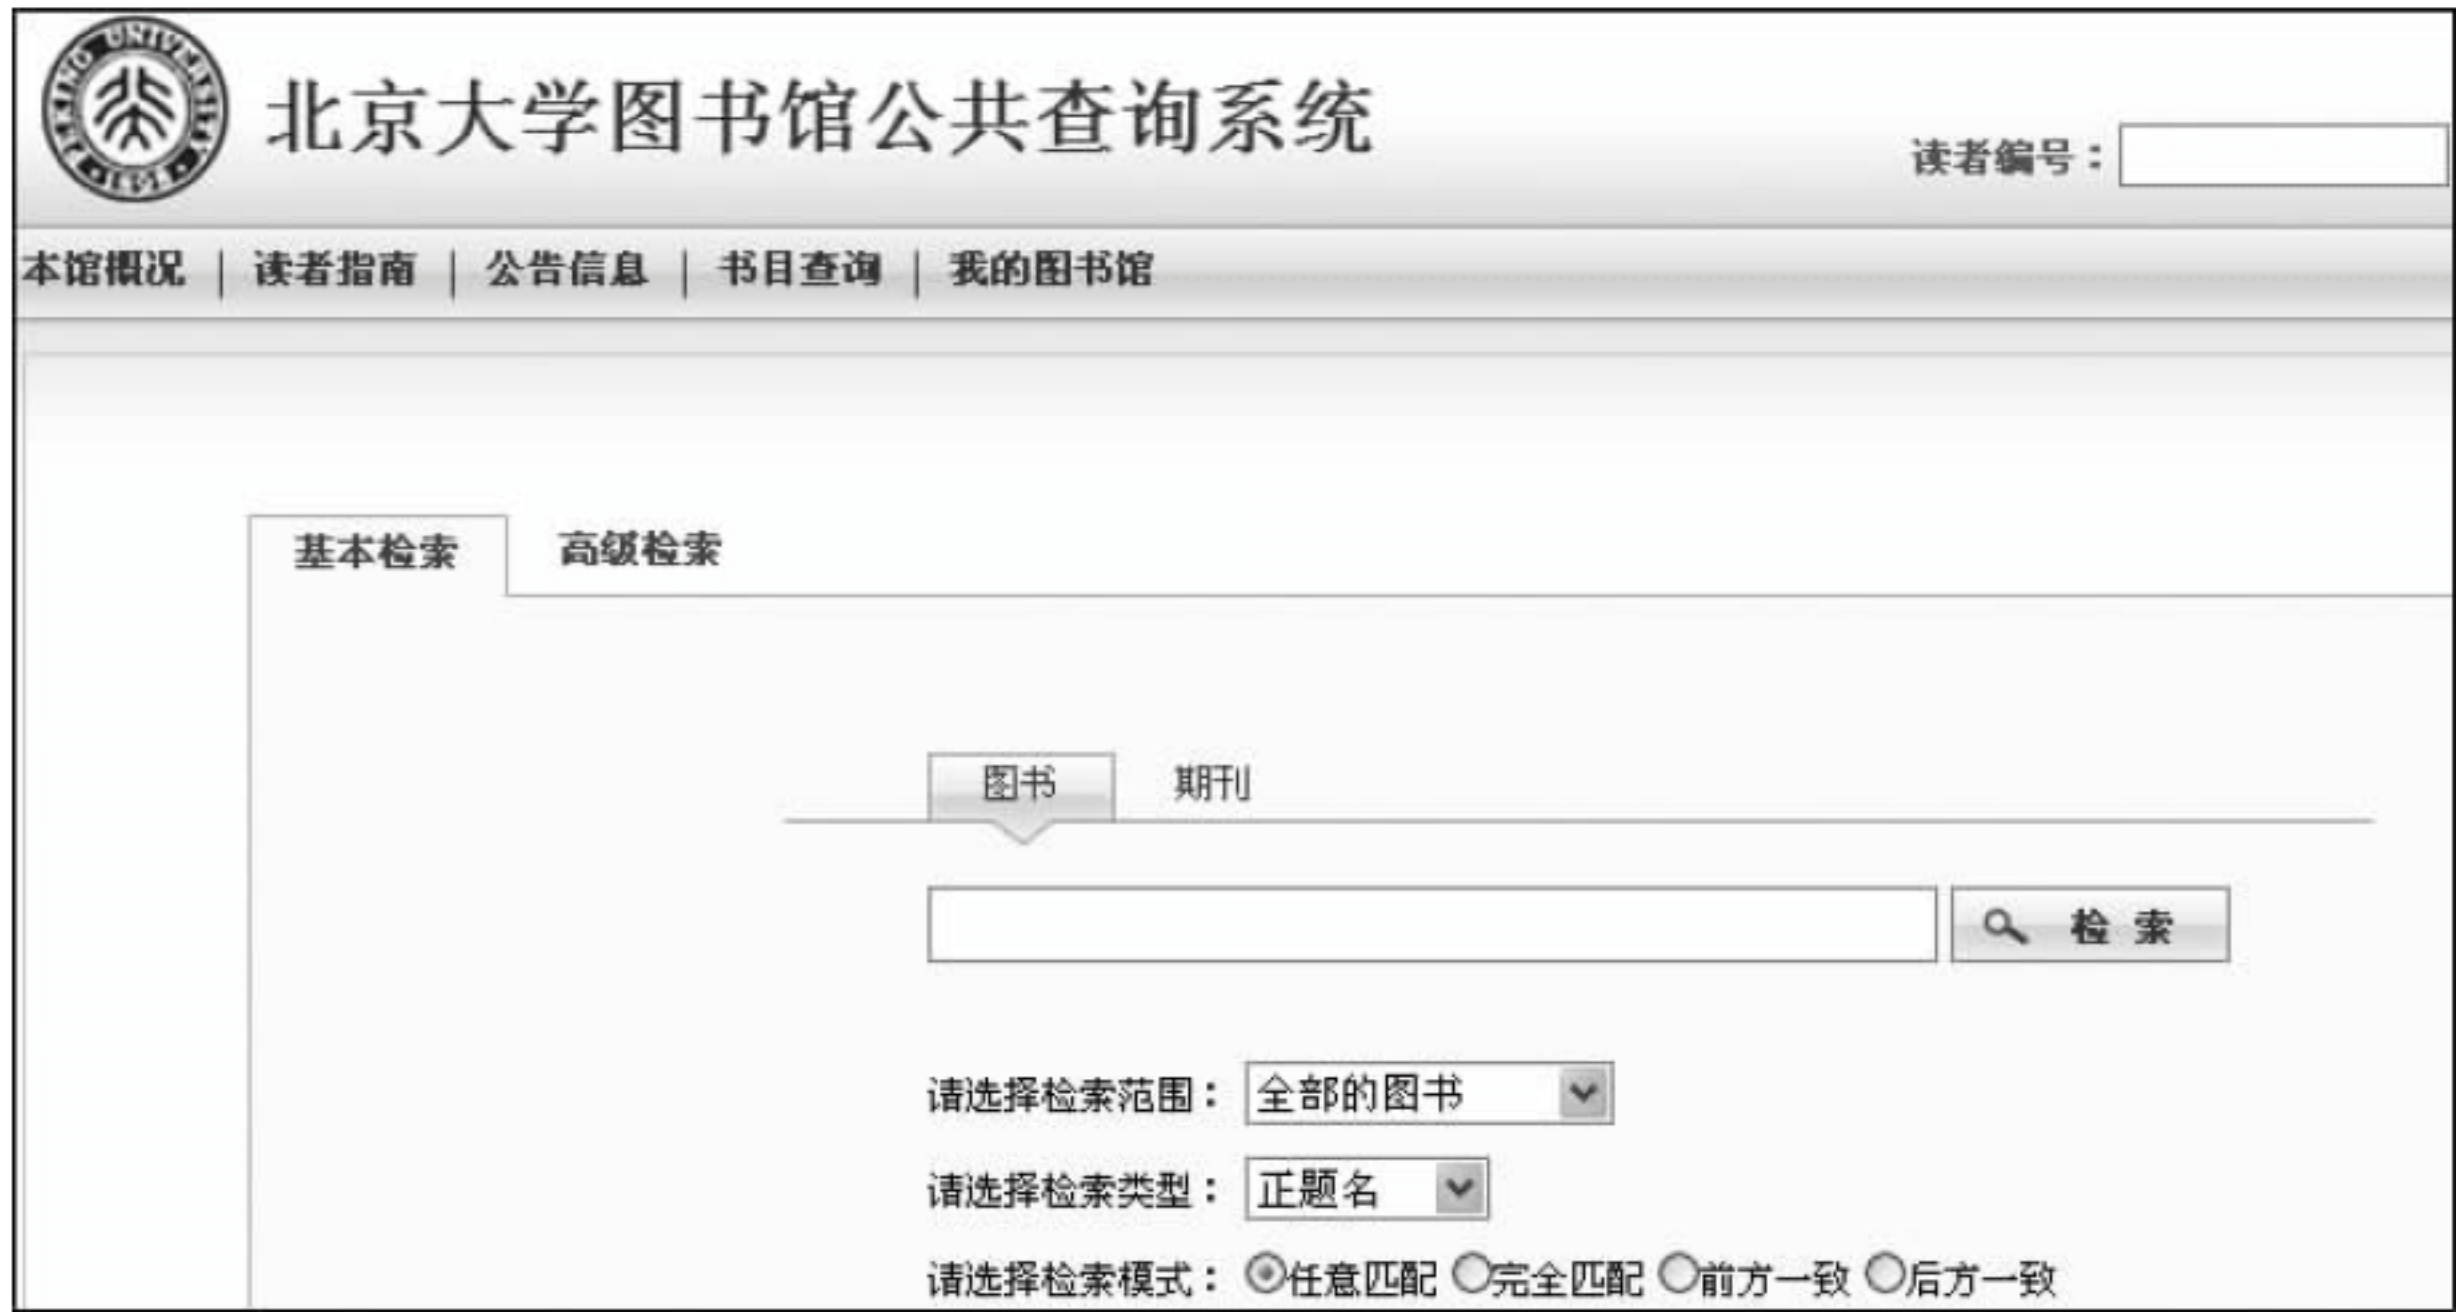 PEKING UNIVERSITY
1898
北京大学图书馆公共查询系统
读者编号：
本馆概况 | 读者指南 | 公告信息 | 书目查询 | 我的图书馆
基本检索 高级检索
图书 期刊
检 索
请选择检索范围： 全部的图书
请选择检索类型： 正题名
请选择检索模式： 任意匹配 完全匹配 前方一致 后方一致